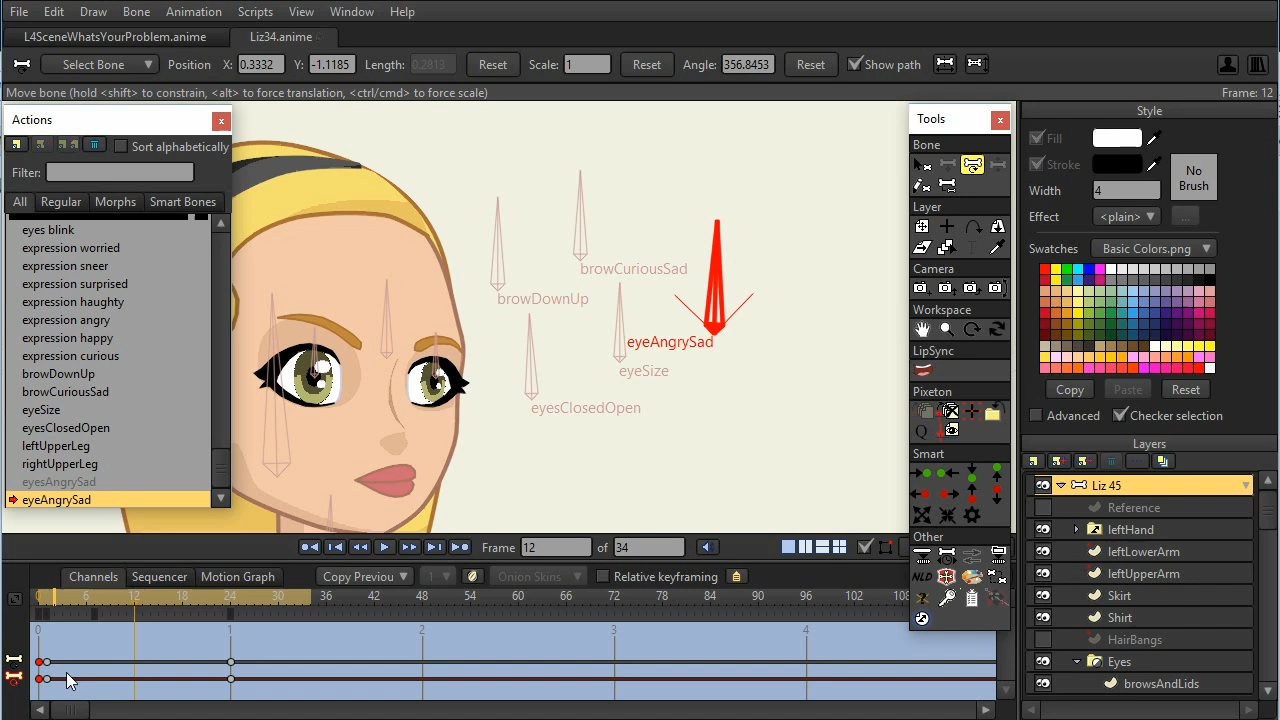 File Edit Draw Bone Animation Scripts View Window Help
L4SceneWhatsYourProblem.anime Liz34.anime
Select Bone Position X: 0.3332 Y: -1.1185 Length: 0.2813 Reset Scale: 1 Reset Angle: 356.8453 Reset Show path
Move bone (hold <shift> to constrain, <alt> to force translation, <ctrl/cmd> to force scale) Frame: 12
Actions x
Sort alphabetically
Filter:
All Regular Morphs Smart Bones
eyes blink
expression worried
expression sneer
expression surprised
expression haughty
expression angry
expression happy
expression curious
browDownUp
browCuriousSad
eyeSize
eyesClosedOpen
leftUpperLeg
rightUpperLeg
eyesAngrySad
eyeAngrySad
browCuriousSad
browDownUp
eyeAngrySad
eyeSize
eyesClosedOpen
Tools x
Bone
Layer
Camera
Workspace
LipSync
Pixeton
Q
Smart
Other
NLD
Style
Fill
Stroke
No
Brush
Width 4
Effect <plain> ...
Swatches Basic Colors.png
Copy Paste Reset
Advanced Checker selection
Layers
Liz 45
Reference
leftHand
leftLowerArm
leftUpperArm
Skirt
Shirt
HairBangs
Eyes
browsAndLids
Frame 12 of 34
Channels Sequencer Motion Graph Copy Previou 1 Onion Skins Relative keyframing
0 6 12 18 24 30 36 42 48 54 60 66 72 78 84 90 96 102 108
0 1 2 3 4